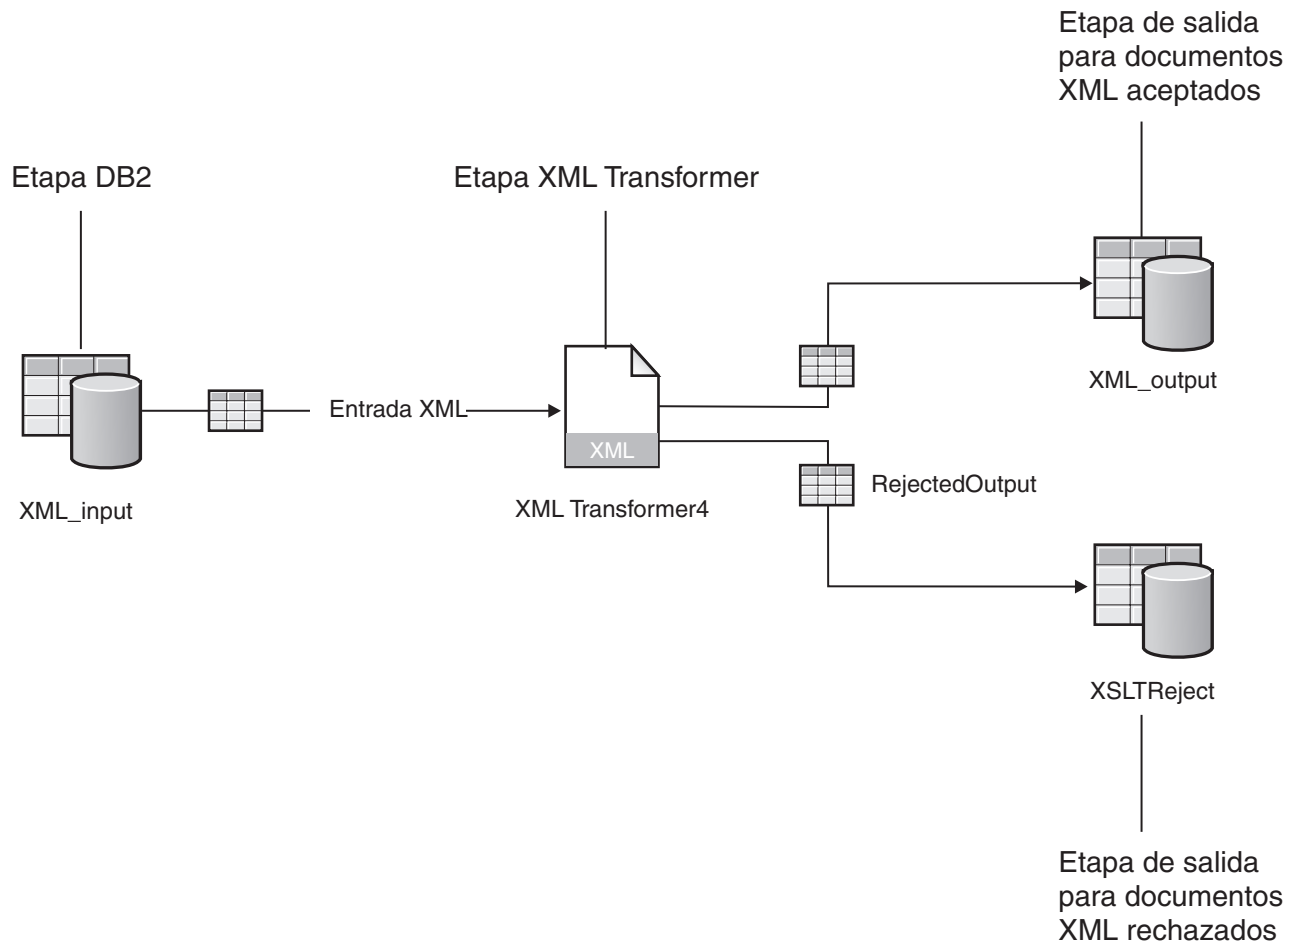 Etapa de salida
para documentos
XML aceptados
Etapa DB2
Etapa XML Transformer
XML_output
Entrada XML
XML
RejectedOutput
XML_input
XML Transformer4
XSLTReject
Etapa de salida
para documentos
XML rechazados